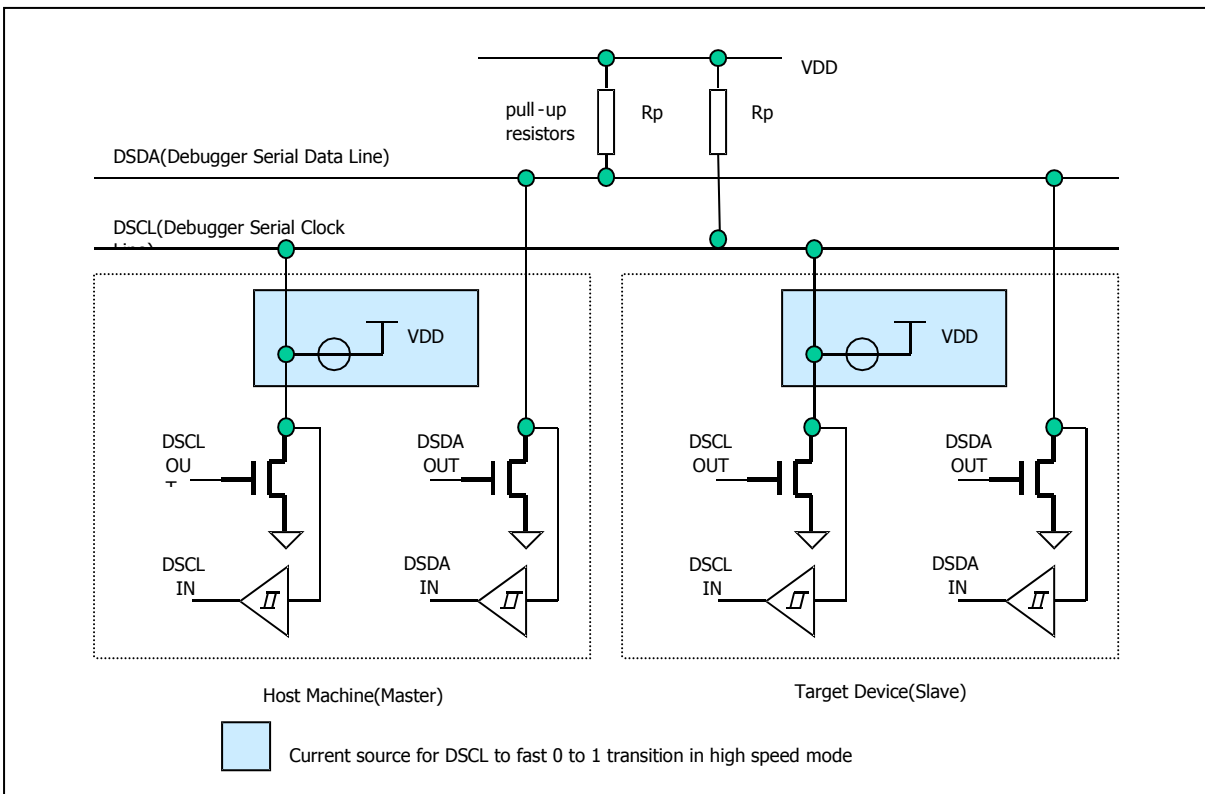 VDD
pull-up Rp Rp
resistors
DSDA(Debugger Serial Data Line)
DSCL(Debugger Serial Clock
VDD
VDD
DSCL
OU
DSDA
OUT
DSCL
OUT
DSDA
OUT
DSCL
IN
DSDA
IN
DSCL
IN
DSDA
IN
Host Machine(Master)
Target Device(Slave)
Current source for DSCL to fast 0 to 1 transition in high speed mode